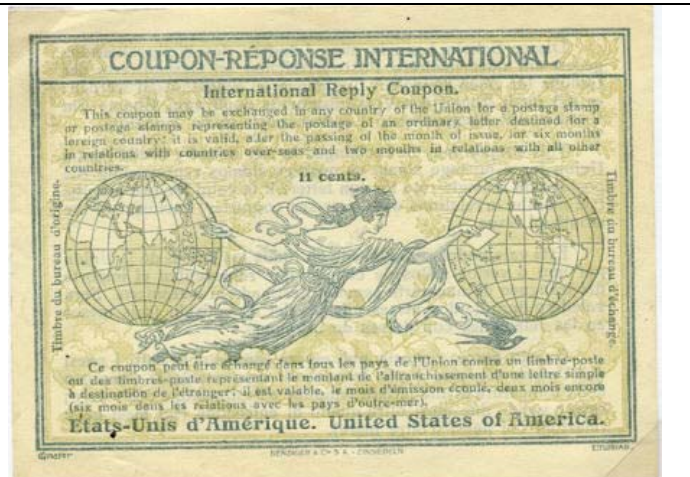 COUPON-RÉPONSE INTERNATIONAL
International Reply Coupon.
This coupon may be exchanged in any country of the Union for a postage stamp
or postage stamps representing the postage of an ordinary letter destined for a
foreign country: it is valid, after the passing of the month of issue, for six months
in relations with countries over-seas and two months in relations with all other
countries.
11 cents.
Timbre du bureau d'origine.
Timbre du bureau d'échange.
Ce coupon peut être échangé dans tous les pays de l'Union contre un timbre-poste
ou des timbres-poste représentant le montant de l'affranchissement d'une lettre simple
à destination de l'étranger: il est valable, le mois d'émission écoulé, deux mois encore
(six mois dans les relations avec les pays d'outre-mer).
Etats-Unis d'Amérique. United States of America.
BENZIGER & Co S. A. - EINSIEDELN